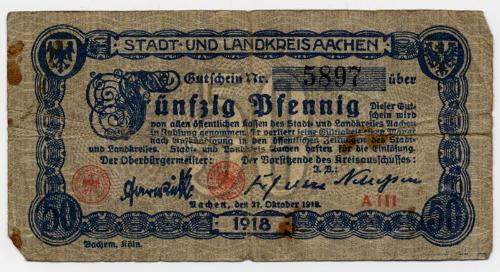 STADT-UND LANDKREIS AACHEN
Gutschein Nr. 5897 über
Fünfzig Pfennig
Dieser Gut-
schein wird
von allen öffentlichen Kassen des Stadt- und Landkreises Aachen
in Zahlung genommen. Er verliert seine Gültigkeit einen Monat
nach Ankündigung in den öffentlichen Zeitungen des Stadt-
und Landkreises. Stadt- und Landkreis Aachen haften für die Einlösung.
Der Oberbürgermeister: Der Vorsitzende des Kreisausschusses:
I. V.:
Aachen, den 21. Oktober 1918.
A III
50 1918 50
Bachem, Köln.